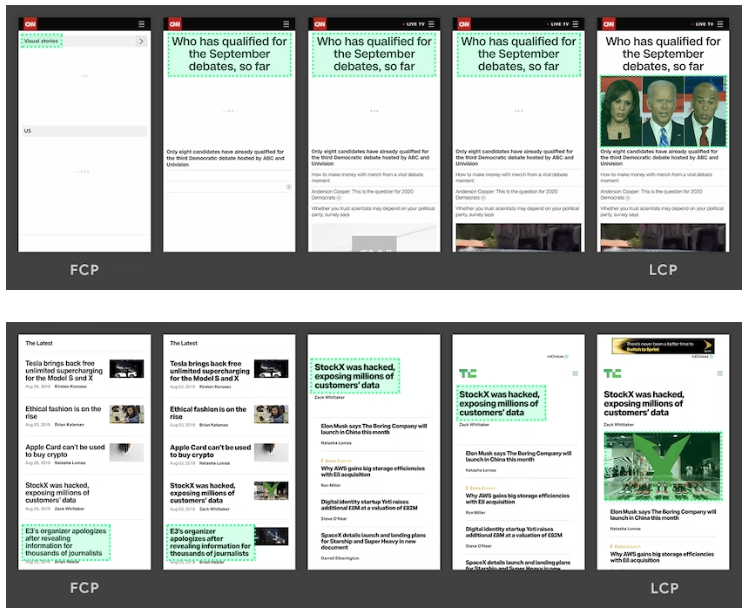 CNN
Visual stories
US
CNN
Who has qualified for
the September
debates, so far
Only eight candidates have already qualified for
the third Democratic debate hosted by ABC and
Univision
CNN
LIVE TV
Who has qualified for
the September
debates, so far
Only eight candidates have already qualified for
the third Democratic debate hosted by ABC and
Univision
How to make money with merch from a viral debate
moment
Anderson Cooper: This is the question for 2020
Democrats
Whether you trust scientists may depend on your political
party, survey says
CNN
LIVE TV
Who has qualified for
the September
debates, so far
Only eight candidates have already qualified for
the third Democratic debate hosted by ABC and
Univision
How to make money with merch from a viral debate
moment
Anderson Cooper: This is the question for 2020
Democrats
Whether you trust scientists may depend on your political
party, survey says
CNN
LIVE TV
Who has qualified for
the September
debates, so far
Only eight candidates have already qualified for
the third Democratic debate hosted by ABC and
Univision
How to make money with merch from a viral debate
moment
Anderson Cooper: This is the question for 2020
Democrats
Whether you trust scientists may depend on your political
party, survey says
FCP
LCP
The Latest
Tesla brings back free
unlimited supercharging
for the Model S and X
Aug 03, 2019 Kirsten Korosec
Ethical fashion is on the
rise
Aug 03, 2019 Brian Kateman
Apple Card can't be used
to buy crypto
Aug 03, 2019 Natasha Lomas
StockX was hacked,
exposing millions of
customers' data
Aug 03, 2019 Zack Whittaker
E3's organizer apologizes
after revealing
information for
thousands of journalists
The Latest
Tesla brings back free
unlimited supercharging
for the Model S and X
Aug 03, 2019 Kirsten Korosec
Ethical fashion is on the
rise
Aug 03, 2019 Brian Kateman
Apple Card can't be used
to buy crypto
Aug 03, 2019 Natasha Lomas
StockX was hacked,
exposing millions of
customers' data
Aug 03, 2019 Zack Whittaker
E3's organizer
apologizes after
revealing information for
thousands of journalists
StockX was hacked,
exposing millions of
customers' data
Zack Whittaker
Elon Musk says The Boring Company will
launch in China this month
Natasha Lomas
Extra Crunch
Why AWS gains big storage efficiencies
with E8 acquisition
Ron Miller
Digital identity startup Yoti raises
additional £8M at a valuation of £82M
Steve O'Hear
SpaceX details launch and landing plans
for Starship and Super Heavy in new
document
Darrell Etherington
AdChoices
TC
StockX was hacked,
exposing millions of
customers' data
Zack Whittaker
Elon Musk says The Boring Company will
launch in China this month
Natasha Lomas
Extra Crunch
Why AWS gains big storage efficiencies
with E8 acquisition
Ron Miller
Digital identity startup Yoti raises
additional £8M at a valuation of £82M
Steve O'Hear
SpaceX details launch and landing plans
for Starship and Super Heavy in new
There's never been a better time to
Switch to Sprint
AdChoices
TC
StockX was hacked,
exposing millions of
customers' data
Zack Whittaker
Elon Musk says The Boring Company will
launch in China this month
Natasha Lomas
Extra Crunch
Why AWS gains big storage efficiencies
with E8 acquisition
FCP
LCP